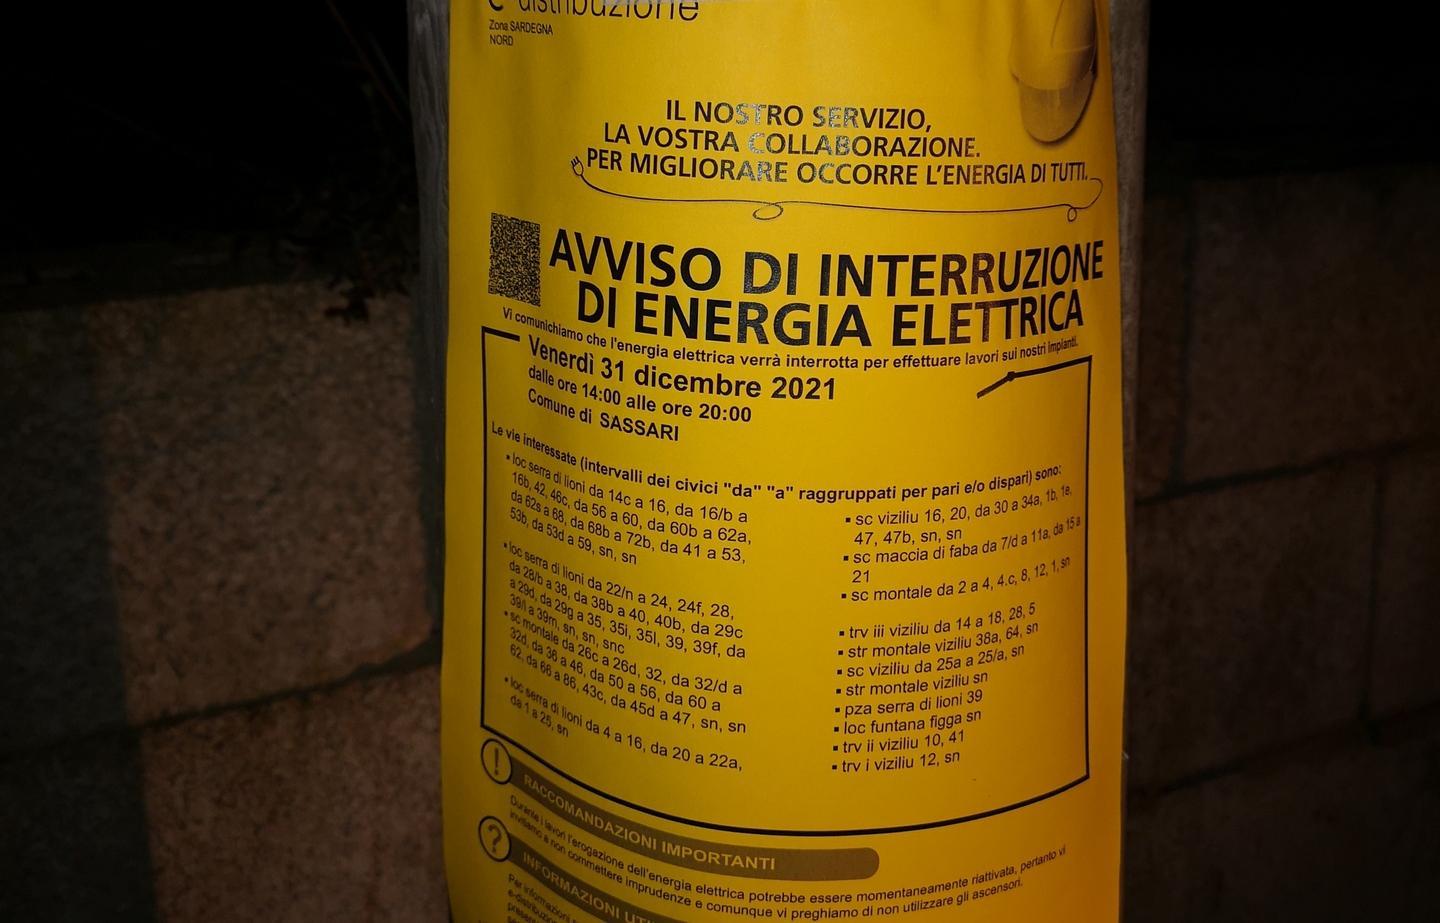 e-distribuzione
Zona SARDEGNA
NORD
IL NOSTRO SERVIZIO,
LA VOSTRA COLLABORAZIONE.
PER MIGLIORARE OCCORRE L'ENERGIA DI TUTTI.
AVVISO DI INTERRUZIONE
DI ENERGIA ELETTRICA
Vi comunichiamo che l'energia elettrica verrà interrotta per effettuare lavori sui nostri impianti.
Venerdì 31 dicembre 2021
dalle ore 14:00 alle ore 20:00
Comune di SASSARI
Le vie interessate (intervalli dei civici "da" "a" raggruppati per pari e/o dispari) sono:
▪ loc serra di lioni da 14c a 16, da 16/b a
16b, 42, 46c, da 56 a 60, da 60b a 62a,
da 62s a 68, da 68b a 72b, da 41 a 53,
53b, da 53d a 59, sn, sn
▪ loc serra di lioni da 22/n a 24, 24f, 28,
da 28/b a 38, da 38b a 40, 40b, da 29c
a 29d, da 29g a 35, 35i, 35l, 39, 39f, da
39/l a 39m, sn, sn, snc
▪ sc montale da 26c a 26d, 32, da 32/d a
32d, da 36 a 46, da 50 a 56, da 60 a
62, da 66 a 86, 43c, da 45d a 47, sn, sn
▪ loc serra di lioni da 4 a 16, da 20 a 22a,
da 1 a 25, sn
▪ sc viziliu 16, 20, da 30 a 34a, 1b, 1e,
47, 47b, sn, sn
▪ sc maccia di faba da 7/d a 11a, da 15 a
21
▪ sc montale da 2 a 4, 4.c, 8, 12, 1, sn
▪ trv iii viziliu da 14 a 18, 28, 5
▪ str montale viziliu 38a, 64, sn
▪ sc viziliu da 25a a 25/a, sn
▪ str montale viziliu sn
▪ pza serra di lioni 39
▪ loc funtana figga sn
▪ trv ii viziliu 10, 41
▪ trv i viziliu 12, sn
! RACCOMANDAZIONI IMPORTANTI
Durante i lavori l'erogazione dell'energia elettrica potrebbe essere momentaneamente riattivata, pertanto vi
invitiamo a non commettere imprudenze e comunque vi preghiamo di non utilizzare gli ascensori.
? INFORMAZIONI UTI
Per informazioni
e-distribuzione